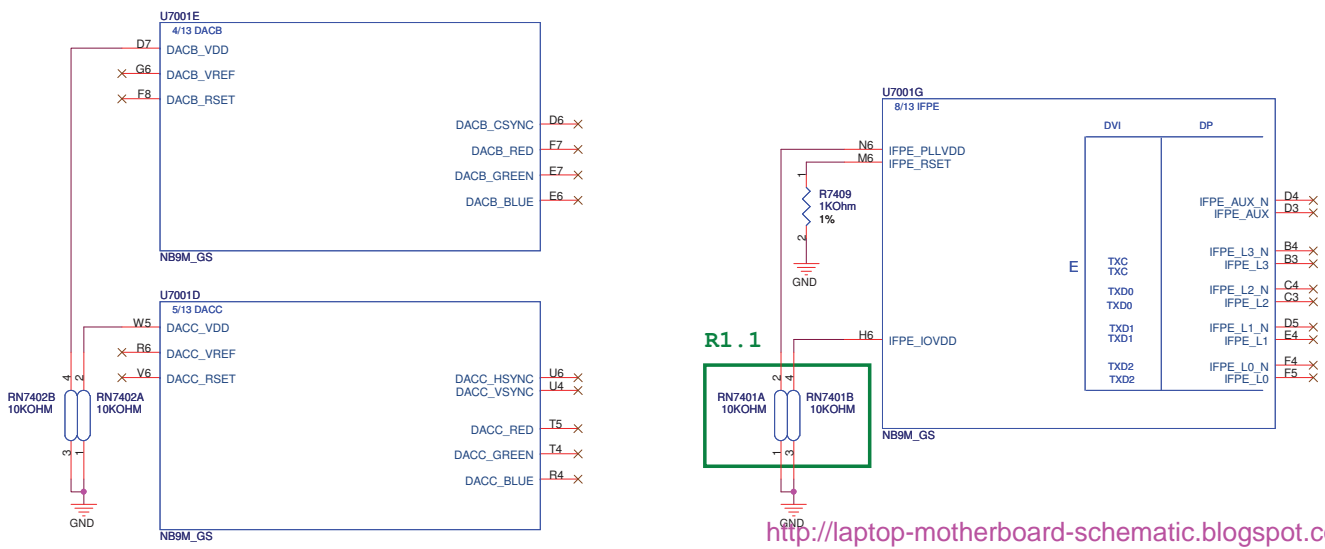 U7001E
4/13 DACB
D7 DACB_VDD
G6 DACB_VREF
F8 DACB_RSET
DACB_CSYNC D6
DACB_RED F7
DACB_GREEN E7
DACB_BLUE E6
NB9M_GS
U7001D
5/13 DACC
W5 DACC_VDD
R6 DACC_VREF
V6 DACC_RSET
DACC_HSYNC U6
DACC_VSYNC U4
DACC_RED T5
DACC_GREEN T4
DACC_BLUE R4
NB9M_GS
4 2
RN7402B RN7402A
10KOHM 10KOHM
3 1
GND
U7001G
8/13 IFPE
DVI DP
N6 IFPE_PLLVDD
M6 IFPE_RSET
1
R7409
1KOhm
1%
2
GND
IFPE_AUX_N D4
IFPE_AUX D3
IFPE_L3_N B4
E TXC IFPE_L3 B3
TXC
TXD0 IFPE_L2_N C4
TXD0 IFPE_L2 C3
TXD1 IFPE_L1_N D5
TXD1 IFPE_L1 E4
TXD2 IFPE_L0_N F4
TXD2 IFPE_L0 F5
H6 IFPE_IOVDD
NB9M_GS
R1.1
2 4
RN7401A RN7401B
10KOHM 10KOHM
1 3
GND
http://laptop-motherboard-schematic.blogspot.c